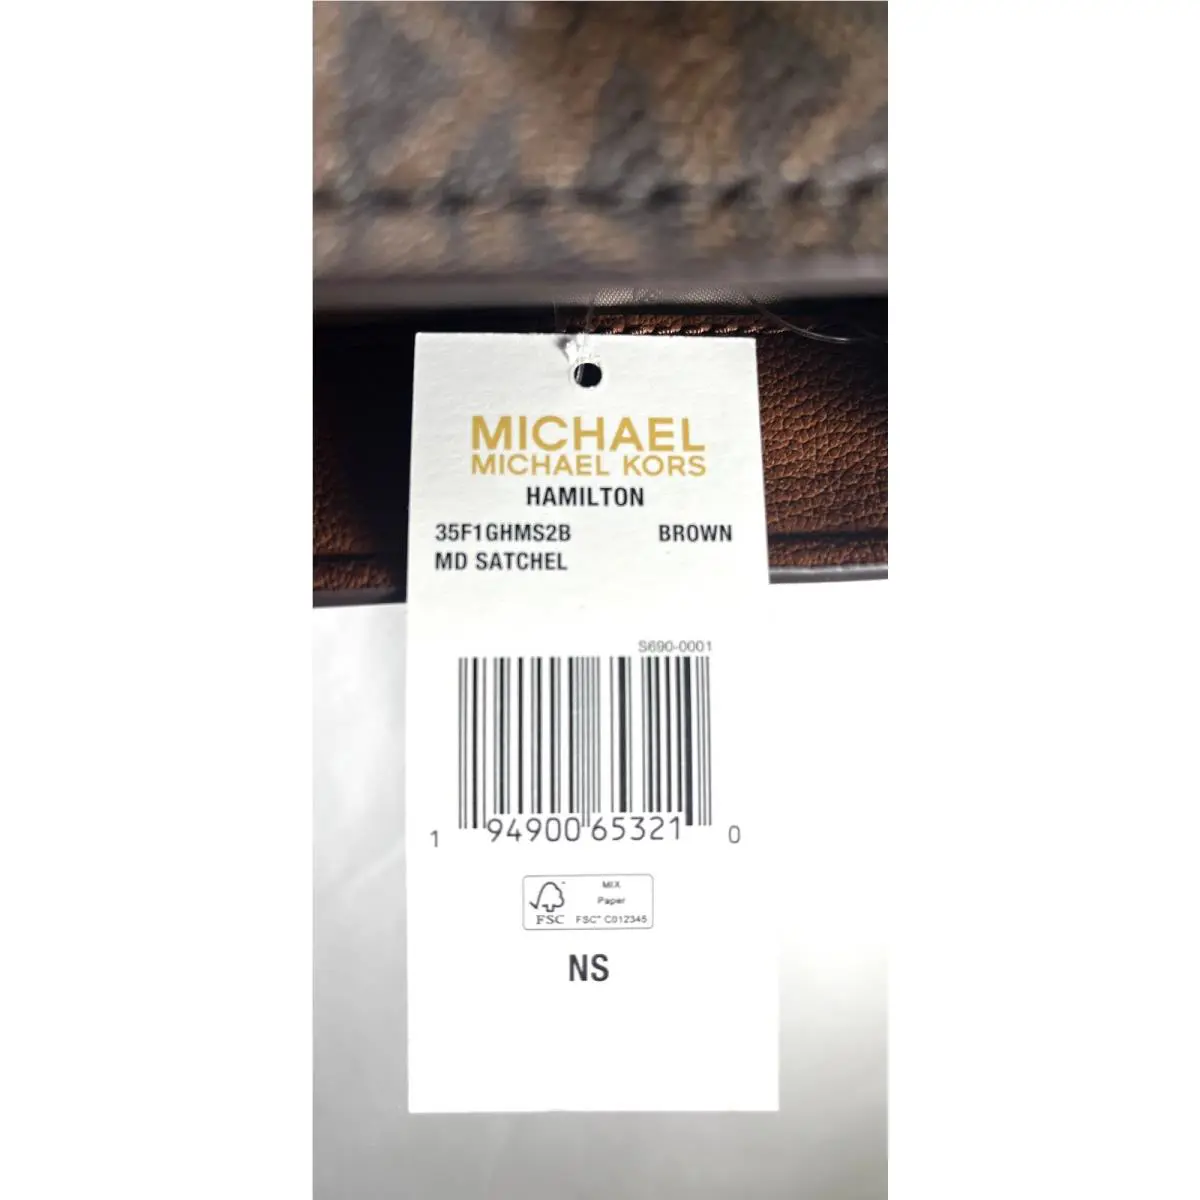 MICHAEL
MICHAEL KORS
HAMILTON
35F1GHMS2B BROWN
MD SATCHEL
S690-0001
1 94900 65321 0
FSC
MIX
Paper
FSC™ C012345
NS